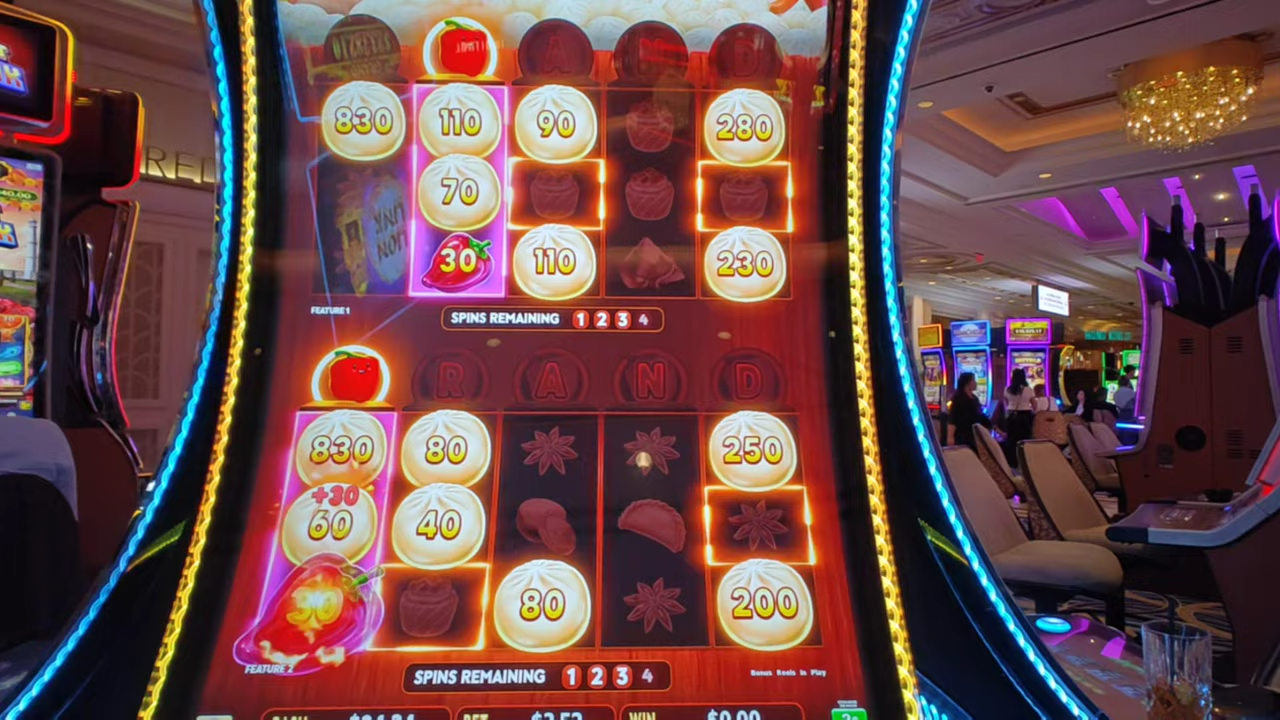 A N D
830 110 90 280
70
30 110 230
FEATURE 1
SPINS REMAINING 1 2 3 4
R A N D
830 80 250
+30
60 40
30 80 200
FEATURE 2
SPINS REMAINING 1 2 3 4
Bonus Reels In Play
BET $3.52 WIN $0.00